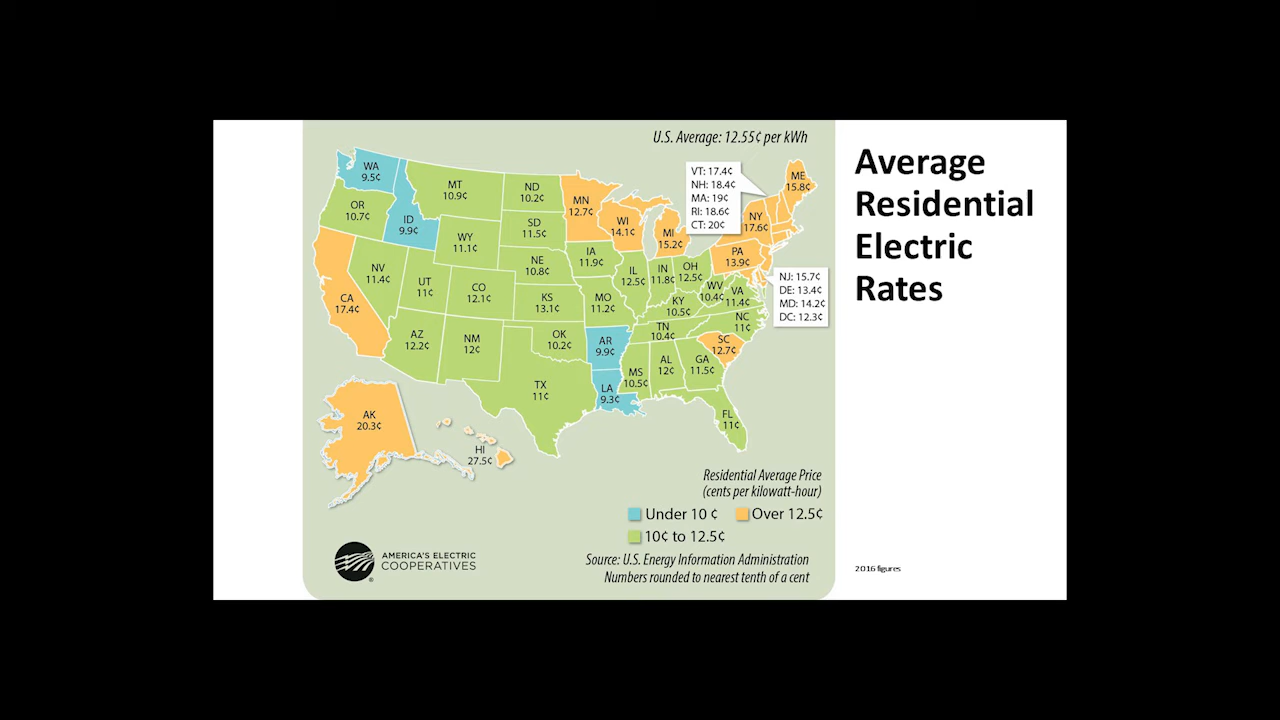 U.S. Average: 12.55¢ per kWh
Average
Residential
Electric
Rates
WA
9.5¢
OR
10.7¢
ID
9.9¢
MT
10.9¢
ND
10.2¢
MN
12.7¢
WI
14.1¢
MI
15.2¢
VT: 17.4¢
NH: 18.4¢
MA: 19¢
RI: 18.6¢
CT: 20¢
ME
15.8¢
NY
17.6¢
PA
13.9¢
WY
11.1¢
SD
11.5¢
NE
10.8¢
IA
11.9¢
IL
12.5¢
IN
11.8¢
OH
12.5¢
WV
10.4¢
VA
11.4¢
NJ: 15.7¢
DE: 13.4¢
MD: 14.2¢
DC: 12.3¢
CA
17.4¢
NV
11.4¢
UT
11¢
CO
12.1¢
KS
13.1¢
MO
11.2¢
KY
10.5¢
NC
11¢
TN
10.4¢
SC
12.7¢
AZ
12.2¢
NM
12¢
OK
10.2¢
AR
9.9¢
MS
10.5¢
AL
12¢
GA
11.5¢
TX
11¢
LA
9.3¢
FL
11¢
AK
20.3¢
HI
27.5¢
Residential Average Price
(cents per kilowatt-hour)
Under 10 ¢ Over 12.5¢
10¢ to 12.5¢
AMERICA'S ELECTRIC
COOPERATIVES
®
Source: U.S. Energy Information Administration
Numbers rounded to nearest tenth of a cent
2016 figures